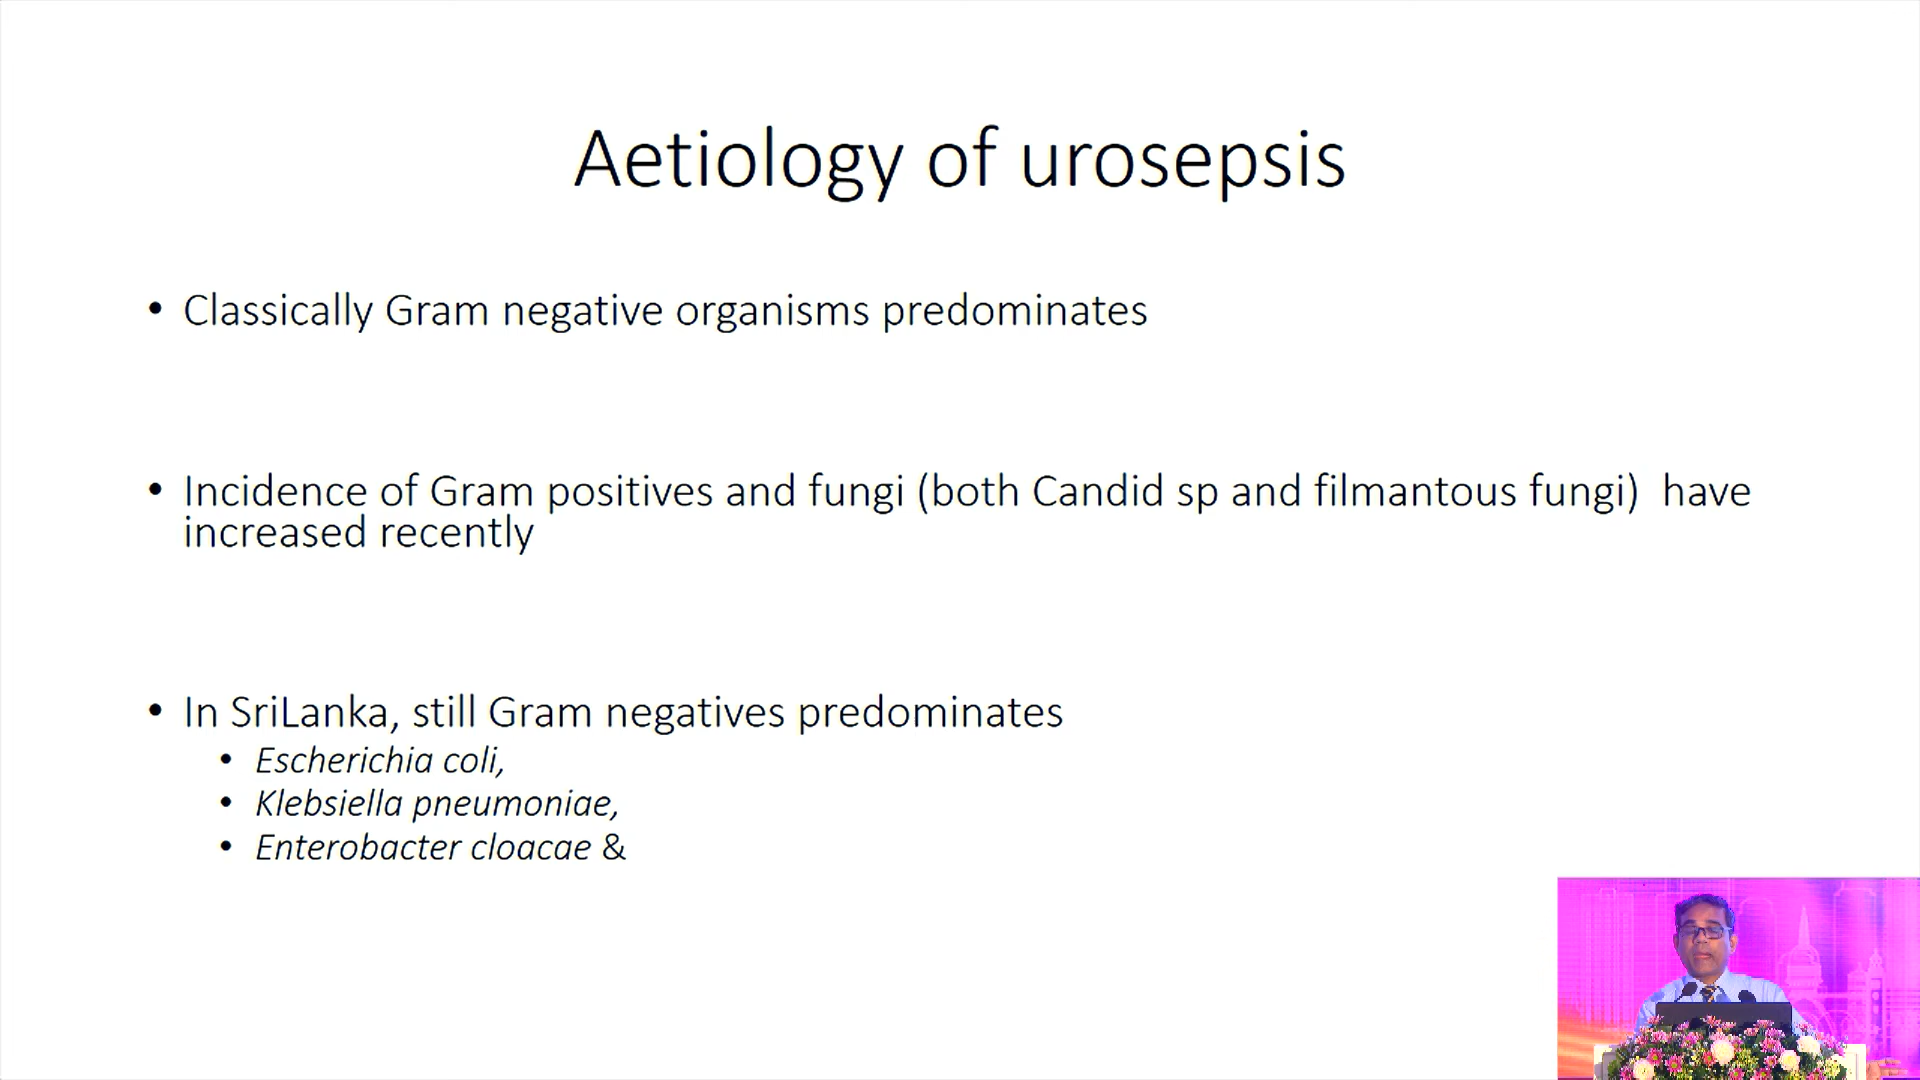 Aetiology of urosepsis
• Classically Gram negative organisms predominates
• Incidence of Gram positives and fungi (both Candid sp and filmantous fungi)  have
increased recently
• In SriLanka, still Gram negatives predominates
• Escherichia coli,
• Klebsiella pneumoniae,
• Enterobacter cloacae &